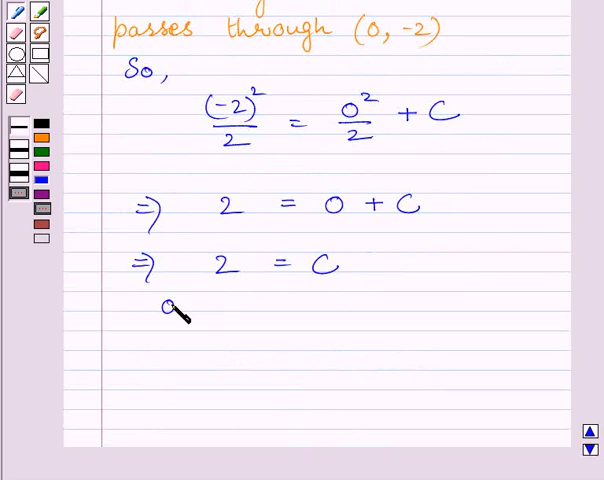 passes through (0, -2)
So,
(-2)²/2 = 0²/2 + C
=) 2 = 0 + C
=) 2 = C